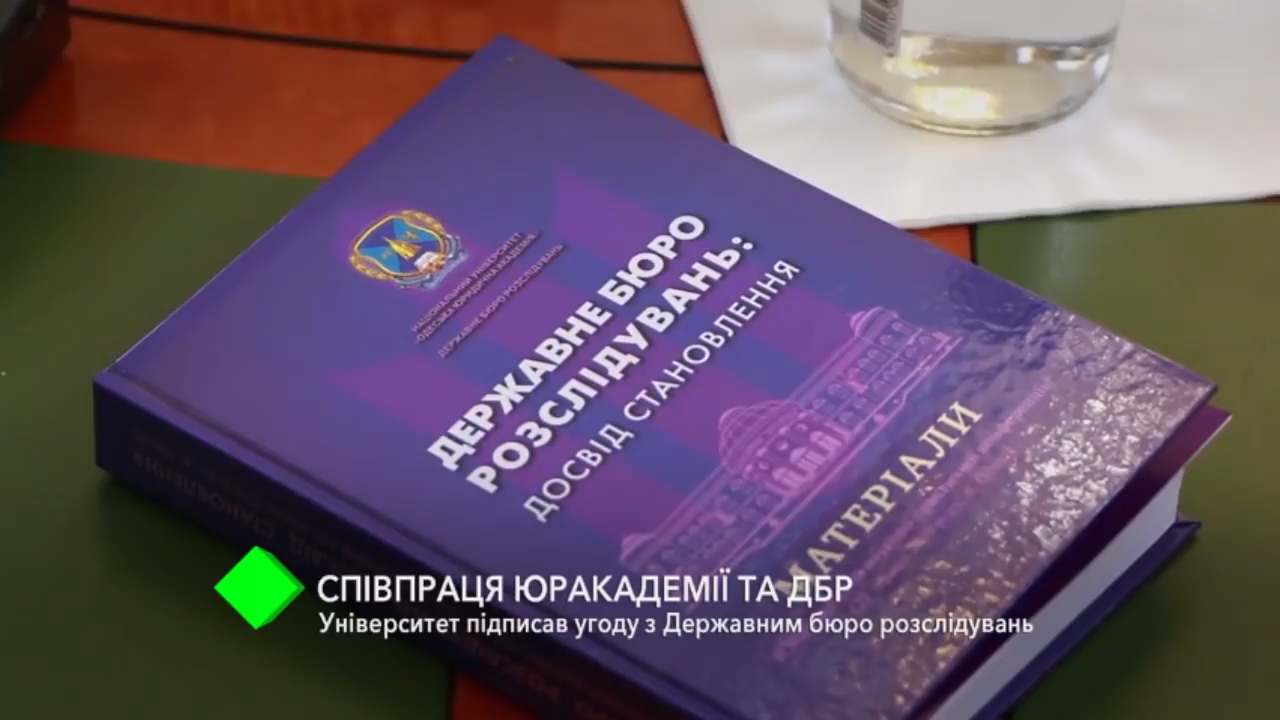 НАЦІОНАЛЬНИЙ УНІВЕРСИТЕТ
«ОДЕСЬКА ЮРИДИЧНА АКАДЕМІЯ»
ДЕРЖАВНЕ БЮРО РОЗСЛІДУВАНЬ
ДЕРЖАВНЕ БЮРО
РОЗСЛІДУВАНЬ:
ДОСВІД СТАНОВЛЕННЯ
МАТЕРІАЛИ
СПІВПРАЦЯ ЮРАКАДЕМІЇ ТА ДБР
Університет підписав угоду з Державним бюро розслідувань